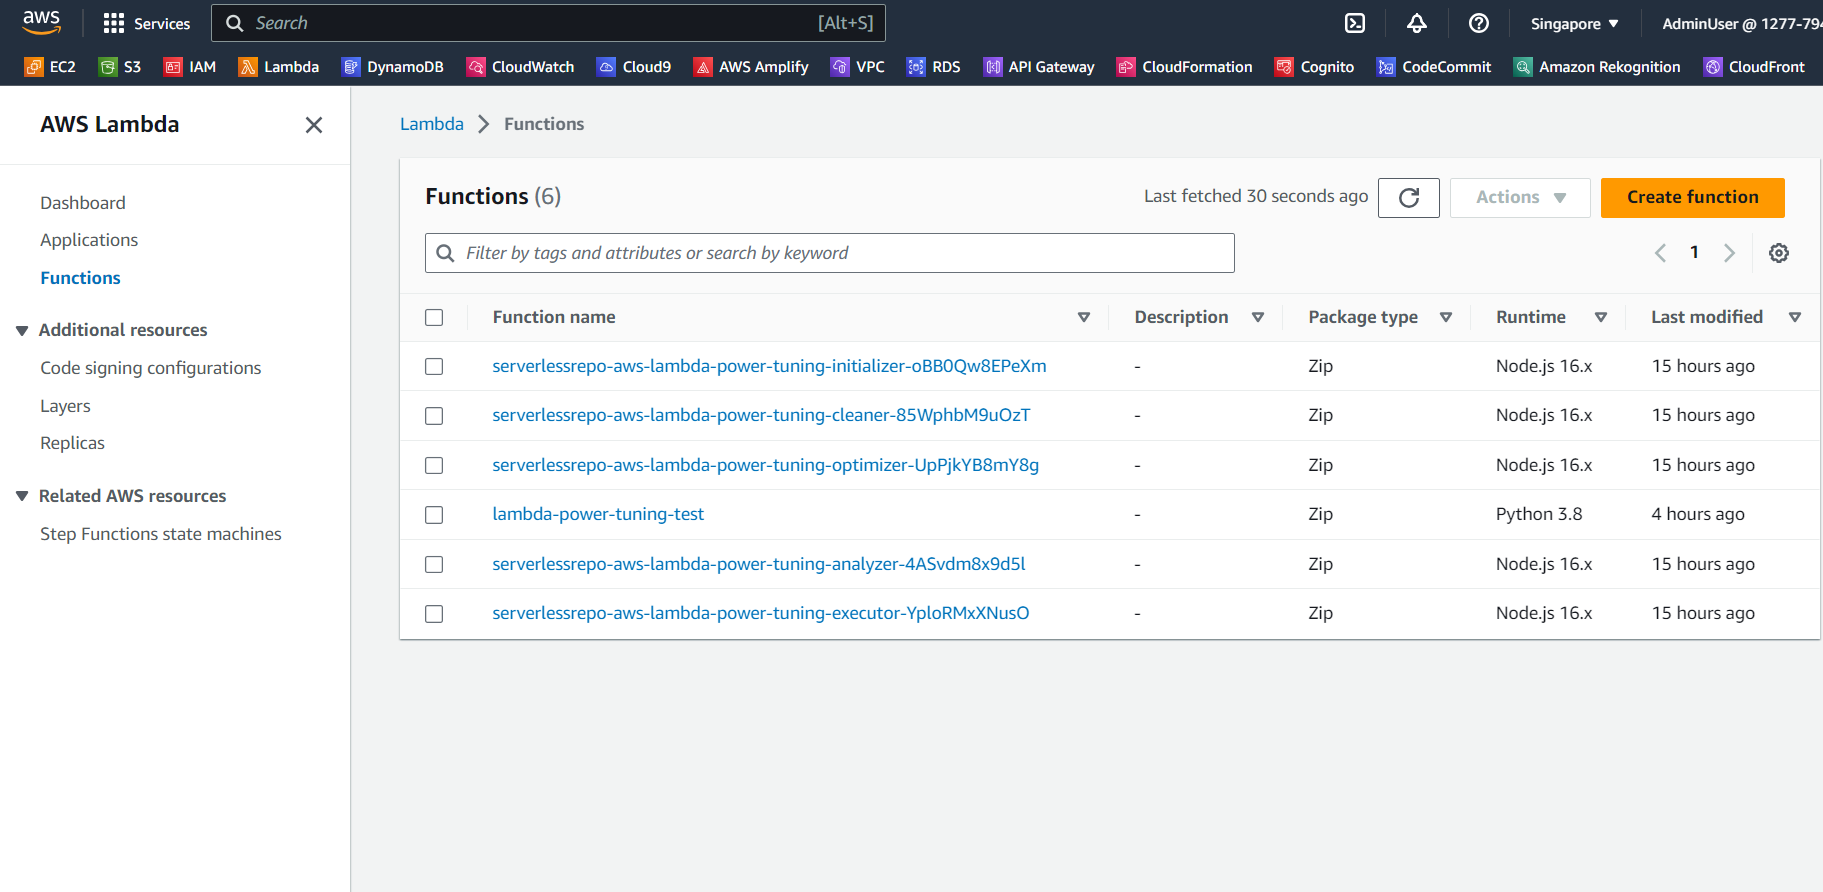 aws Services Search [Alt+S] Singapore AdminUser @ 1277-794
EC2 S3 IAM Lambda DynamoDB CloudWatch Cloud9 AWS Amplify VPC RDS API Gateway CloudFormation Cognito CodeCommit Amazon Rekognition CloudFront
AWS Lambda
Dashboard
Applications
Functions
Additional resources
Code signing configurations
Layers
Replicas
Related AWS resources
Step Functions state machines
Lambda > Functions
Functions (6) Last fetched 30 seconds ago Actions Create function
Filter by tags and attributes or search by keyword 1
Function name Description Package type Runtime Last modified
serverlessrepo-aws-lambda-power-tuning-initializer-oBB0Qw8EPeXm - Zip Node.js 16.x 15 hours ago
serverlessrepo-aws-lambda-power-tuning-cleaner-85WphbM9uOzT - Zip Node.js 16.x 15 hours ago
serverlessrepo-aws-lambda-power-tuning-optimizer-UpPjkYB8mY8g - Zip Node.js 16.x 15 hours ago
lambda-power-tuning-test - Zip Python 3.8 4 hours ago
serverlessrepo-aws-lambda-power-tuning-analyzer-4ASvdm8x9d5l - Zip Node.js 16.x 15 hours ago
serverlessrepo-aws-lambda-power-tuning-executor-YploRMxXNusO - Zip Node.js 16.x 15 hours ago